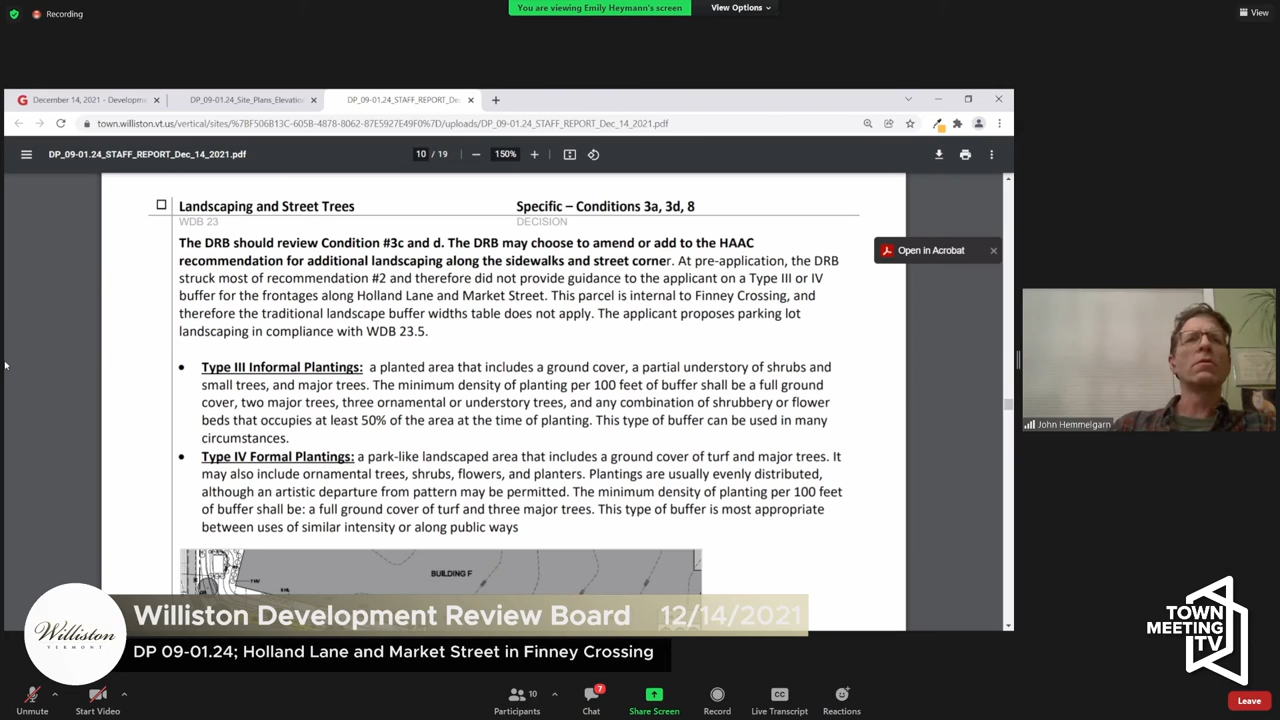 Recording
You are viewing Emily Heymann's screen
View Options
View
December 14, 2021 - Developm
DP_09-01.24_Site_Plans_Elevatio
DP_09-01.24_STAFF_REPORT_De
town.williston.vt.us/vertical/sites/%7BF506B13C-605B-4878-8062-87E5927E49F0%7D/uploads/DP_09-01.24_STAFF_REPORT_Dec_14_2021.pdf
DP_09-01.24_STAFF_REPORT_Dec_14_2021.pdf
10 / 19
150%
Landscaping and Street Trees
Specific – Conditions 3a, 3d, 8
WDB 23
DECISION
The DRB should review Condition #3c and d. The DRB may choose to amend or add to the HAAC
recommendation for additional landscaping along the sidewalks and street corner. At pre-application, the DRB
struck most of recommendation #2 and therefore did not provide guidance to the applicant on a Type III or IV
buffer for the frontages along Holland Lane and Market Street. This parcel is internal to Finney Crossing, and
therefore the traditional landscape buffer widths table does not apply. The applicant proposes parking lot
landscaping in compliance with WDB 23.5.
• Type III Informal Plantings: a planted area that includes a ground cover, a partial understory of shrubs and
small trees, and major trees. The minimum density of planting per 100 feet of buffer shall be a full ground
cover, two major trees, three ornamental or understory trees, and any combination of shrubbery or flower
beds that occupies at least 50% of the area at the time of planting. This type of buffer can be used in many
circumstances.
• Type IV Formal Plantings: a park-like landscaped area that includes a ground cover of turf and major trees. It
may also include ornamental trees, shrubs, flowers, and planters. Plantings are usually evenly distributed,
although an artistic departure from pattern may be permitted. The minimum density of planting per 100 feet
of buffer shall be: a full ground cover of turf and three major trees. This type of buffer is most appropriate
between uses of similar intensity or along public ways
Open in Acrobat
BUILDING F
John Hemmelgarn
Williston
VERMONT
Williston Development Review Board 12/14/2021
DP 09-01.24; Holland Lane and Market Street in Finney Crossing
TOWN
MEETING
TV
Unmute
Start Video
Participants
10
Chat
7
Share Screen
Record
Live Transcript
CC
Reactions
Leave